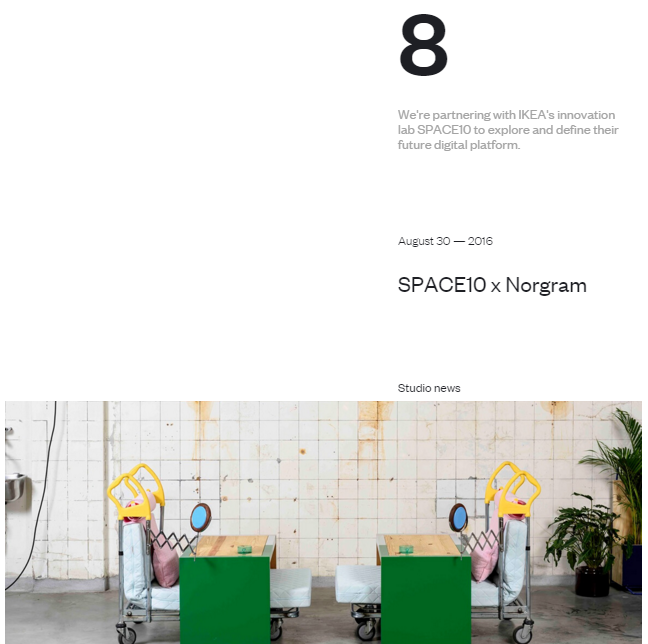 8
We're partnering with IKEA's innovation
lab SPACE10 to explore and define their
future digital platform.
August 30 — 2016
SPACE10 x Norgram
Studio news